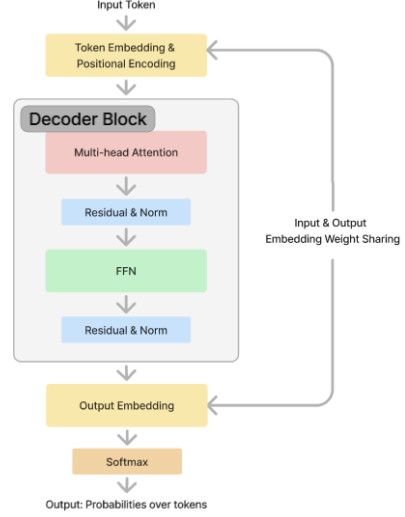 Input Token
Token Embedding &
Positional Encoding
Decoder Block
Multi-head Attention
Residual & Norm
FFN
Residual & Norm
Input & Output
Embedding Weight Sharing
Output Embedding
Softmax
Output: Probabilities over tokens